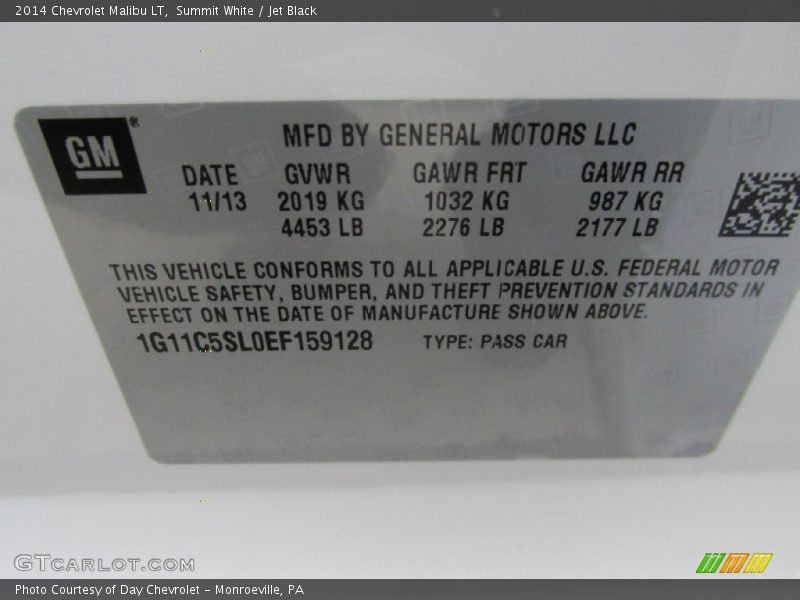 2014 Chevrolet Malibu LT, Summit White / Jet Black
GM®
MFD BY GENERAL MOTORS LLC
DATE GVWR GAWR FRT GAWR RR
11/13 2019 KG 1032 KG 987 KG
4453 LB 2276 LB 2177 LB
THIS VEHICLE CONFORMS TO ALL APPLICABLE U.S. FEDERAL MOTOR
VEHICLE SAFETY, BUMPER, AND THEFT PREVENTION STANDARDS IN
EFFECT ON THE DATE OF MANUFACTURE SHOWN ABOVE.
1G11C5SL0EF159128 TYPE: PASS CAR
GTCARLOT.COM
Photo Courtesy of Day Chevrolet – Monroeville, PA